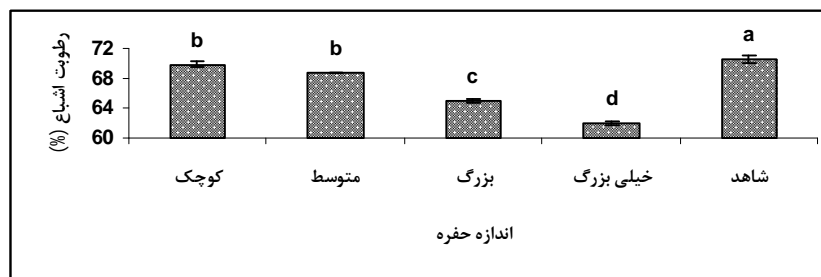 رطوبت اشباع (%)
72
68
64
60
b
b
c
d
a
کوچک
متوسط
بزرگ
خیلی بزرگ
شاهد
اندازه حفره